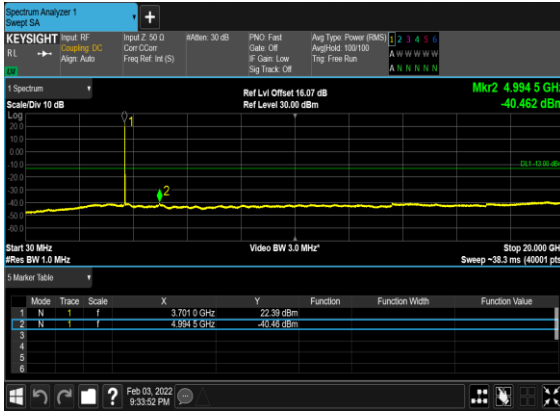 Spectrum Analyzer 1
Swept SA
+
KEYSIGHT
RL
Input: RF
Coupling: DC
Align: Auto
Input Z: 50 Ω
Corr CCorr
Freq Ref: Int (S)
#Atten: 30 dB
PNO: Fast
Gate: Off
IF Gain: Low
Sig Track: Off
Avg Type: Power (RMS)
Avg|Hold: 100/100
Trig: Free Run
1 2 3 4 5 6
A W W W W W
A N N N N N
1 Spectrum
Scale/Div 10 dB
Ref Lvl Offset 16.07 dB
Ref Level 30.00 dBm
Mkr2 4.994 5 GHz
-40.462 dBm
Log
20.0
10.0
0.00
-10.0
-20.0
-30.0
-40.0
-50.0
-60.0
1
2
DL1 -13.00 dBm
Start 30 MHz
#Res BW 1.0 MHz
Video BW 3.0 MHz*
Stop 20.000 GHz
Sweep ~38.3 ms (40001 pts)
5 Marker Table
Mode Trace Scale X Y Function Function Width Function Value
1 N 1 f 3.701 0 GHz 22.39 dBm
2 N 1 f 4.994 5 GHz -40.46 dBm
3
4
5
6
?
Feb 03, 2022
9:33:52 PM